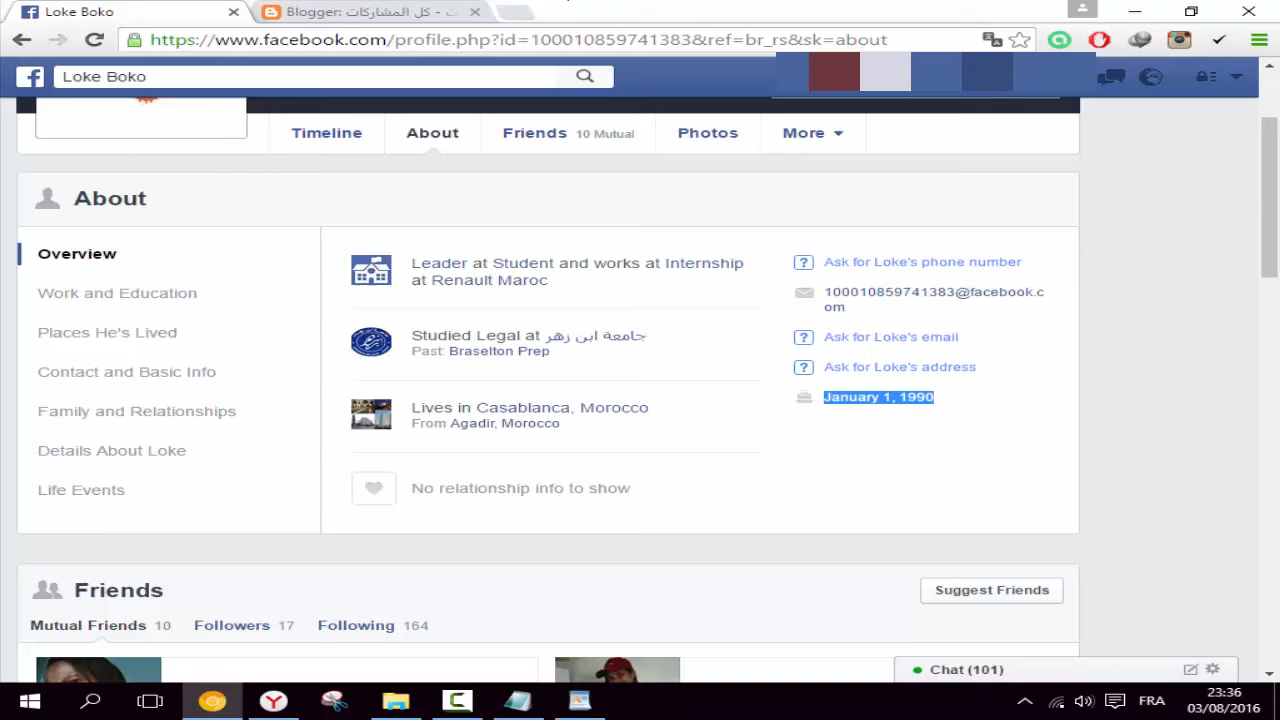 Loke Boko
Blogger: كل المشاركات - ت
https://www.facebook.com/profile.php?id=100010859741383&ref=br_rs&sk=about
Loke Boko
Timeline About Friends 10 Mutual Photos More
About
Overview
Work and Education
Places He's Lived
Contact and Basic Info
Family and Relationships
Details About Loke
Life Events
Leader at Student and works at Internship
at Renault Maroc
Studied Legal at جامعة ابن زهر
Past: Braselton Prep
Lives in Casablanca, Morocco
From Agadir, Morocco
No relationship info to show
Ask for Loke's phone number
100010859741383@facebook.c
om
Ask for Loke's email
Ask for Loke's address
January 1, 1990
Friends
Suggest Friends
Mutual Friends 10 Followers 17 Following 164
Chat (101)
FRA
23:36
03/08/2016